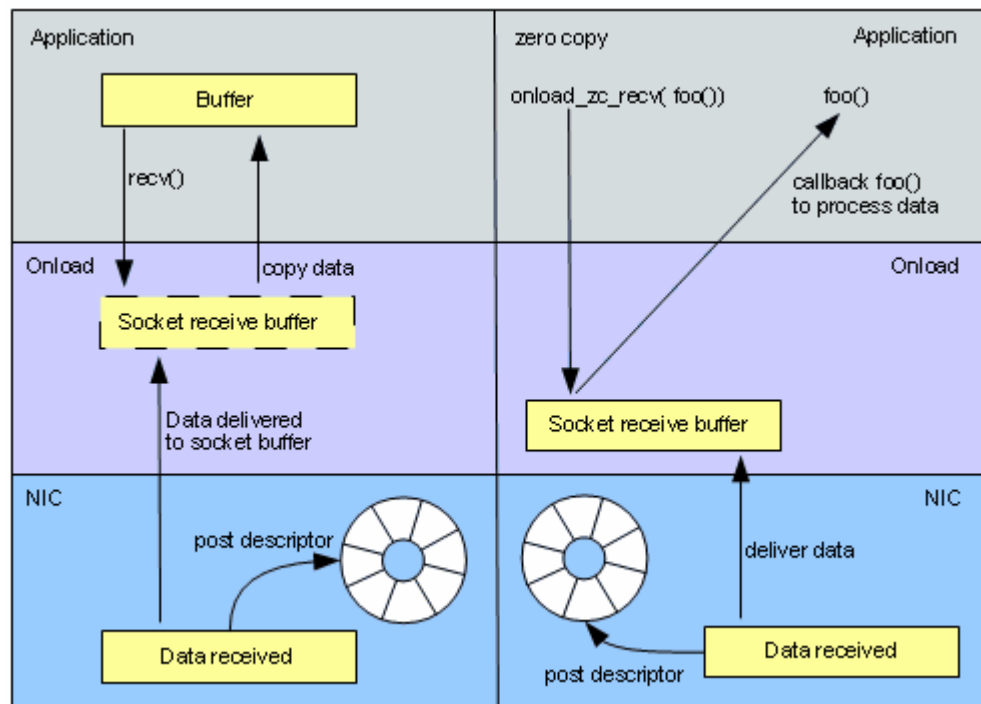 Application
Buffer
recv()
Onload
copy data
Socket receive buffer
Data delivered
to socket buffer
NIC
post descriptor
Data received
zero copy
Application
onload_zc_recv( foo())
foo()
callback foo()
to process data
Onload
Socket receive buffer
NIC
deliver data
Data received
post descriptor